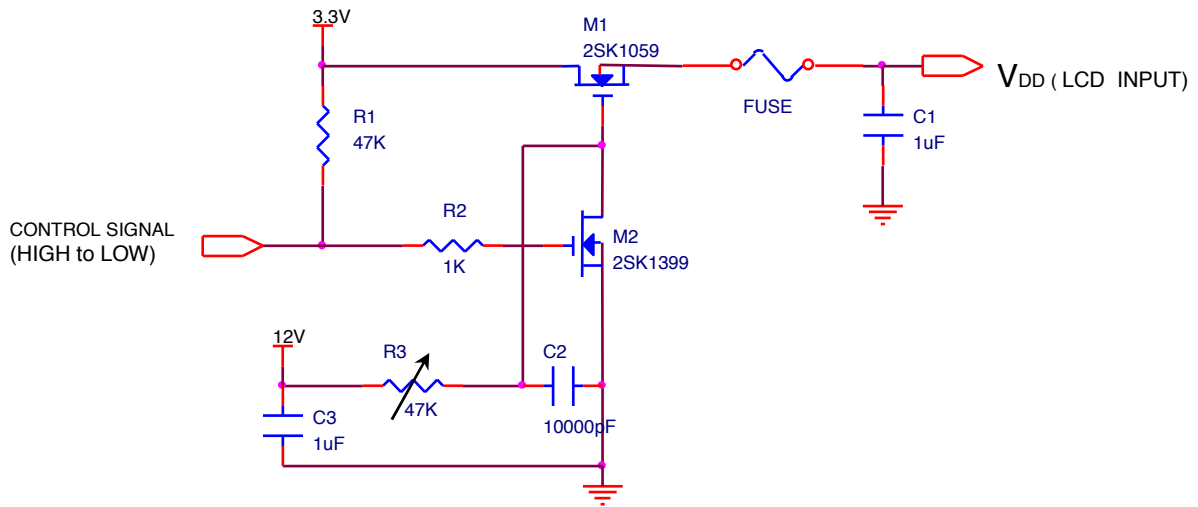 3.3V
M1
2SK1059
FUSE
VDD ( LCD INPUT)
R1
47K
C1
1uF
CONTROL SIGNAL
(HIGH to LOW)
R2
1K
M2
2SK1399
12V
R3
47K
C2
10000pF
C3
1uF